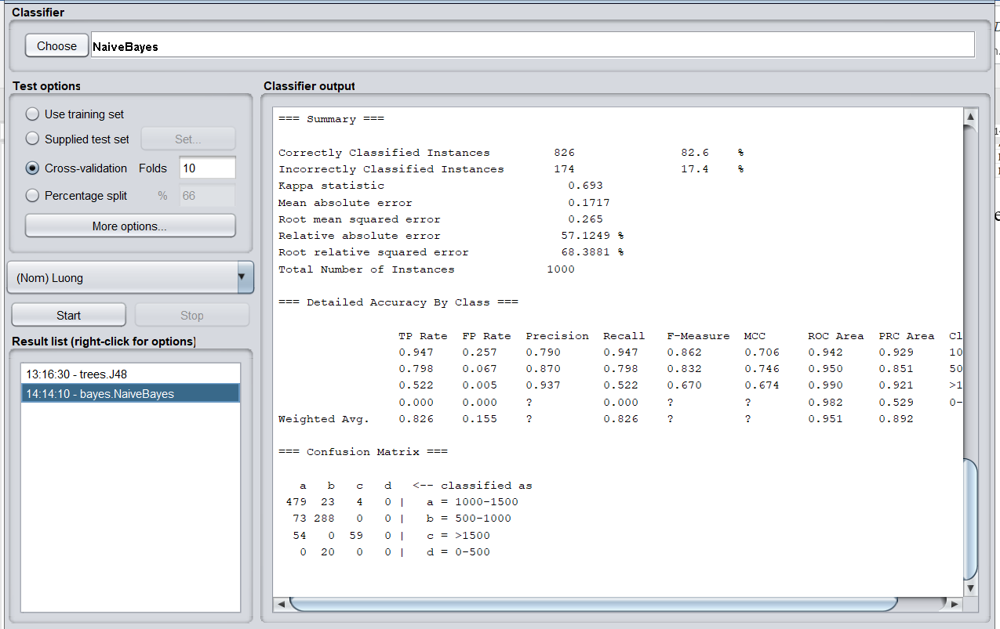 Classifier
Choose NaiveBayes
Test options
Use training set
Supplied test set Set...
Cross-validation Folds 10
Percentage split % 66
More options...
(Nom) Luong
Start Stop
Result list (right-click for options)
13:16:30 - trees.J48
14:14:10 - bayes.NaiveBayes
Classifier output
=== Summary ===
Correctly Classified Instances 826 82.6 %
Incorrectly Classified Instances 174 17.4 %
Kappa statistic 0.693
Mean absolute error 0.1717
Root mean squared error 0.265
Relative absolute error 57.1249 %
Root relative squared error 68.3881 %
Total Number of Instances 1000
=== Detailed Accuracy By Class ===
TP Rate FP Rate Precision Recall F-Measure MCC ROC Area PRC Area Cl
0.947 0.257 0.790 0.947 0.862 0.706 0.942 0.929 10
0.798 0.067 0.870 0.798 0.832 0.746 0.950 0.851 50
0.522 0.005 0.937 0.522 0.670 0.674 0.990 0.921 >1
0.000 0.000 ? 0.000 ? ? 0.982 0.529 0-
Weighted Avg. 0.826 0.155 ? 0.826 ? ? 0.951 0.892
=== Confusion Matrix ===
a b c d <-- classified as
479 23 4 0 | a = 1000-1500
73 288 0 0 | b = 500-1000
54 0 59 0 | c = >1500
0 20 0 0 | d = 0-500